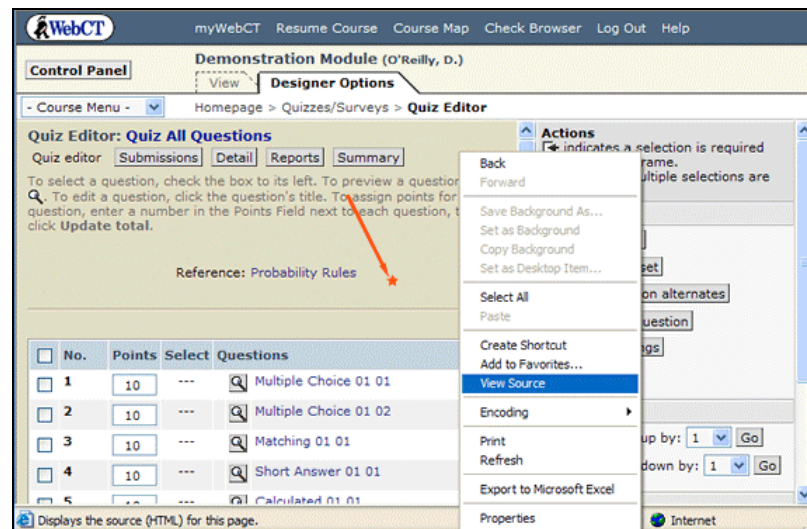 WebCT
myWebCT Resume Course Course Map Check Browser Log Out Help
Control Panel
Demonstration Module (O'Reilly, D.)
View Designer Options
- Course Menu -
Homepage > Quizzes/Surveys > Quiz Editor
Quiz Editor: Quiz All Questions
Quiz editor Submissions Detail Reports Summary
To select a question, check the box to its left. To preview a question
. To edit a question, click the question's title. To assign points for
question, enter a number in the Points Field next to each question,
click Update total.
Reference: Probability Rules
No. Points Select Questions
1 10 --- Multiple Choice 01 01
2 10 --- Multiple Choice 01 02
3 10 --- Matching 01 01
4 10 --- Short Answer 01 01
5 10 --- Calculated 01 01
Back
Forward
Save Background As...
Set as Background
Copy Background
Set as Desktop Item...
Select All
Paste
Create Shortcut
Add to Favorites...
View Source
Encoding
Print
Refresh
Export to Microsoft Excel
Properties
Actions
indicates a selection is required
rame.
ultiple selections are
set
on alternates
uestion
ngs
up by: 1 Go
down by: 1 Go
Displays the source (HTML) for this page.
Internet